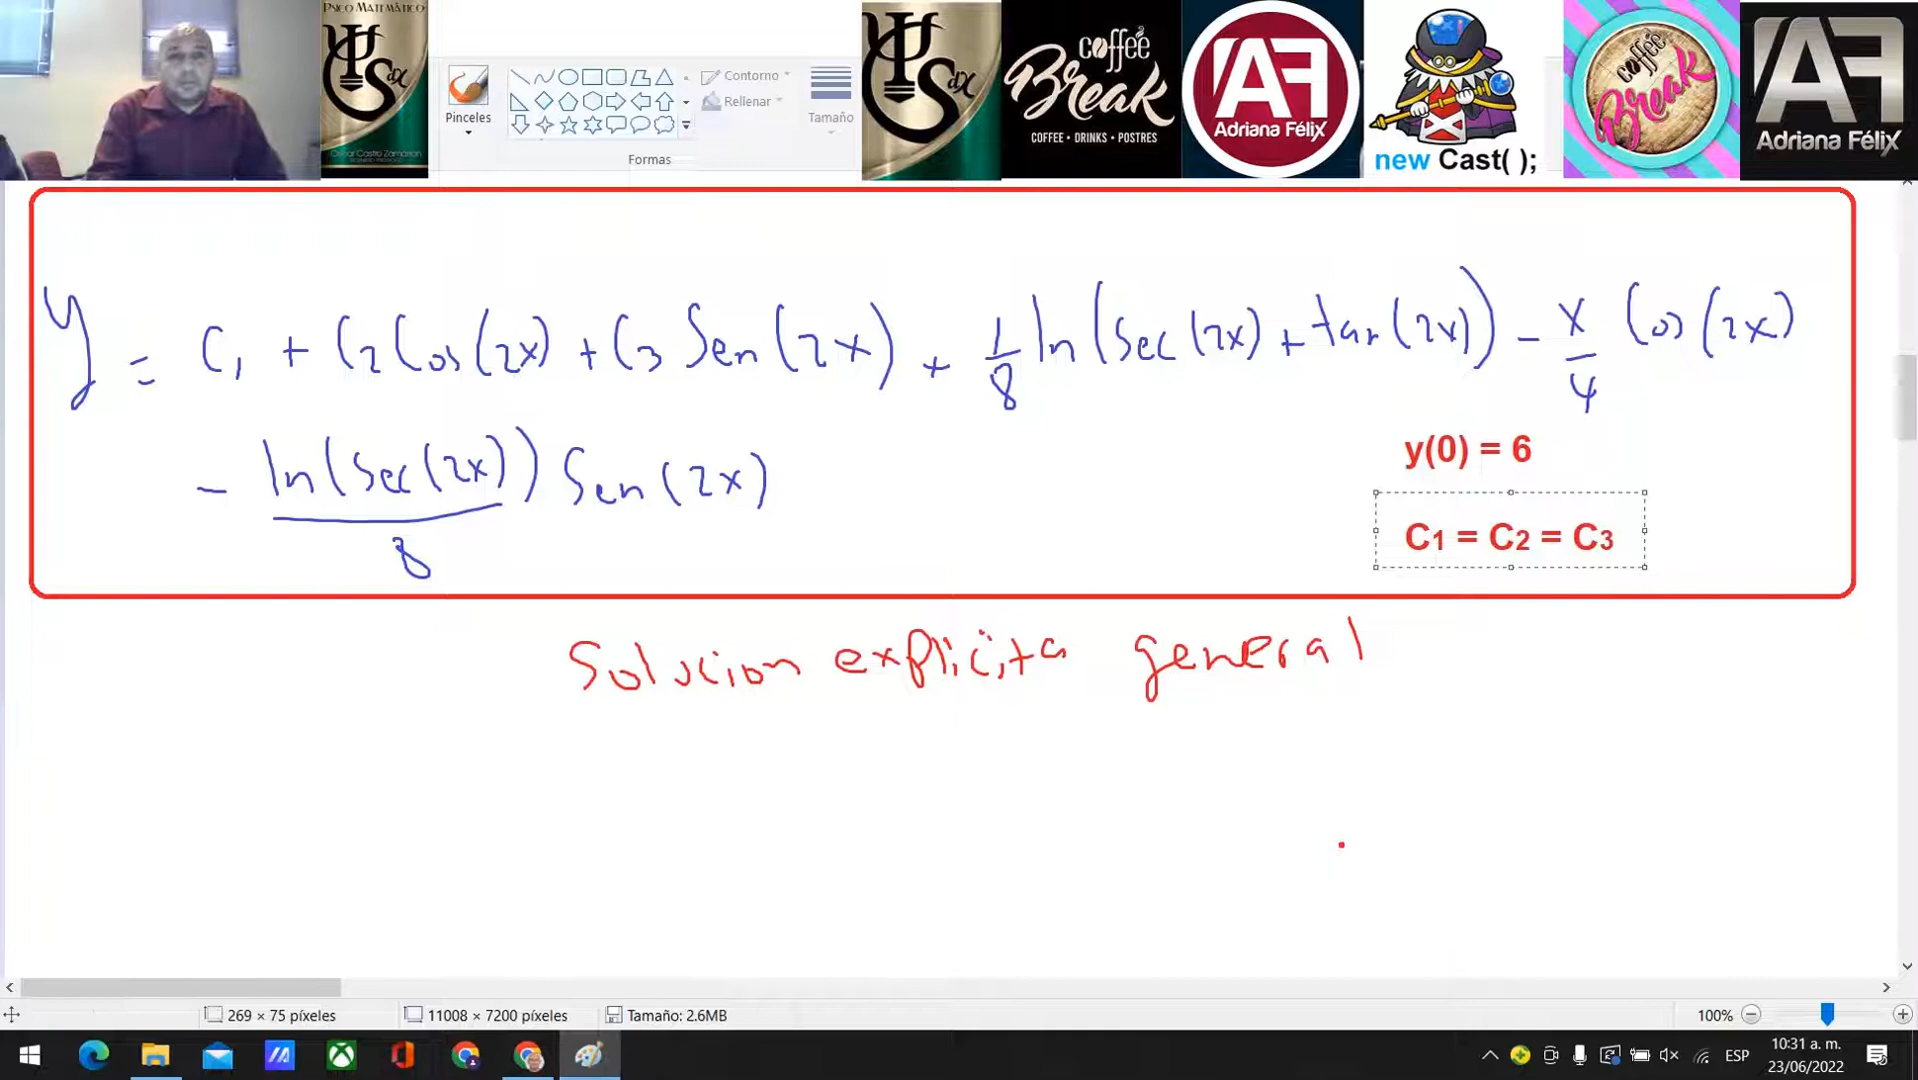 PSICO MATEMÁTICO
Sdx
Pinceles
Contorno
Rellenar
Formas
Tamaño
S dx
coffee
Break
COFFEE • DRINKS • POSTRES
AF
Adriana Félix
new Cast( );
coffee
Break
AF
Adriana Félix
y = C1 + C2 Cos(2x) + C3 Sen(2x) + 1/8 ln(Sec(2x) + tan(2x)) - x/4 Cos(2x)
- ln(Sec(2x))/8 Sen(2x)
y(0) = 6
C1 = C2 = C3
Solucion explicita general
269 × 75 píxeles
11008 × 7200 píxeles
Tamaño: 2.6MB
100%
ESP
10:31 a. m.
23/06/2022